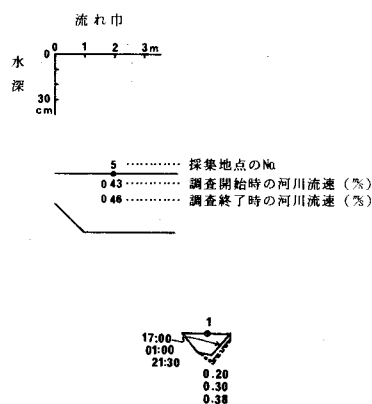 流れ巾
0 1 2 3m
水深
0
30
cm
5 ………… 採集地点の№
0.43 ………… 調査開始時の河川流速(㎧)
0.46 ………… 調査終了時の河川流速(㎧)
1
17:00
01:00
21:30
0.20
0.30
0.38